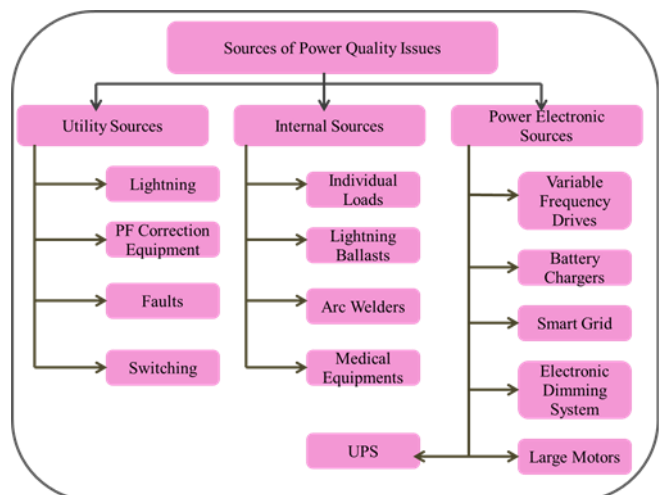 Sources of Power Quality Issues
Utility Sources
Lightning
PF Correction
Equipment
Faults
Switching
Internal Sources
Individual
Loads
Lightning
Ballasts
Arc Welders
Medical
Equipments
Power Electronic
Sources
Variable
Frequency
Drives
Battery
Chargers
Smart Grid
Electronic
Dimming
System
UPS
Large Motors